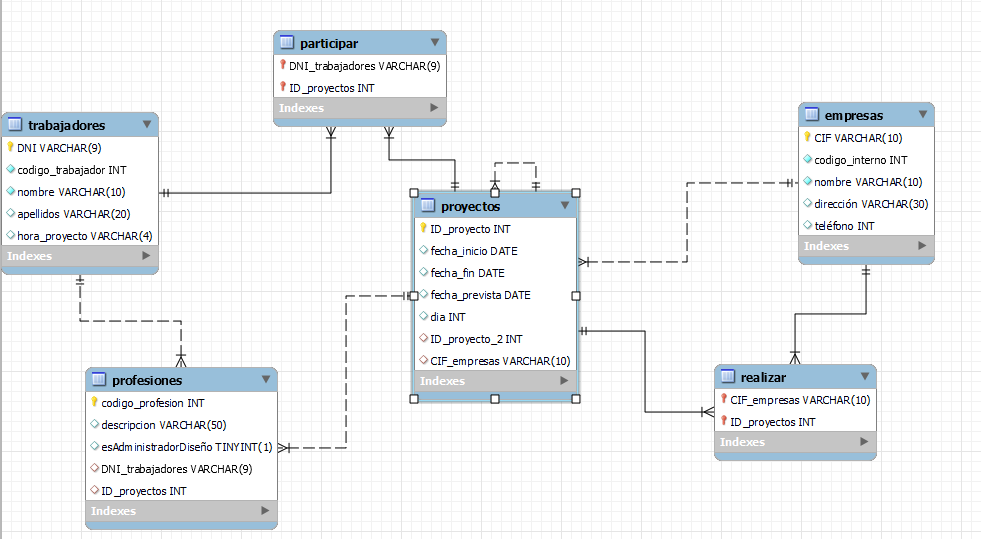 participar
DNI_trabajadores VARCHAR(9)
ID_proyectos INT
Indexes
trabajadores
DNI VARCHAR(9)
codigo_trabajador INT
nombre VARCHAR(10)
apellidos VARCHAR(20)
hora_proyecto VARCHAR(4)
Indexes
empresas
CIF VARCHAR(10)
codigo_interno INT
nombre VARCHAR(10)
dirección VARCHAR(30)
teléfono INT
Indexes
proyectos
ID_proyecto INT
fecha_inicio DATE
fecha_fin DATE
fecha_prevista DATE
dia INT
ID_proyecto_2 INT
CIF_empresas VARCHAR(10)
Indexes
profesiones
codigo_profesion INT
descripcion VARCHAR(50)
esAdministradorDiseño TINYINT(1)
DNI_trabajadores VARCHAR(9)
ID_proyectos INT
Indexes
realizar
CIF_empresas VARCHAR(10)
ID_proyectos INT
Indexes